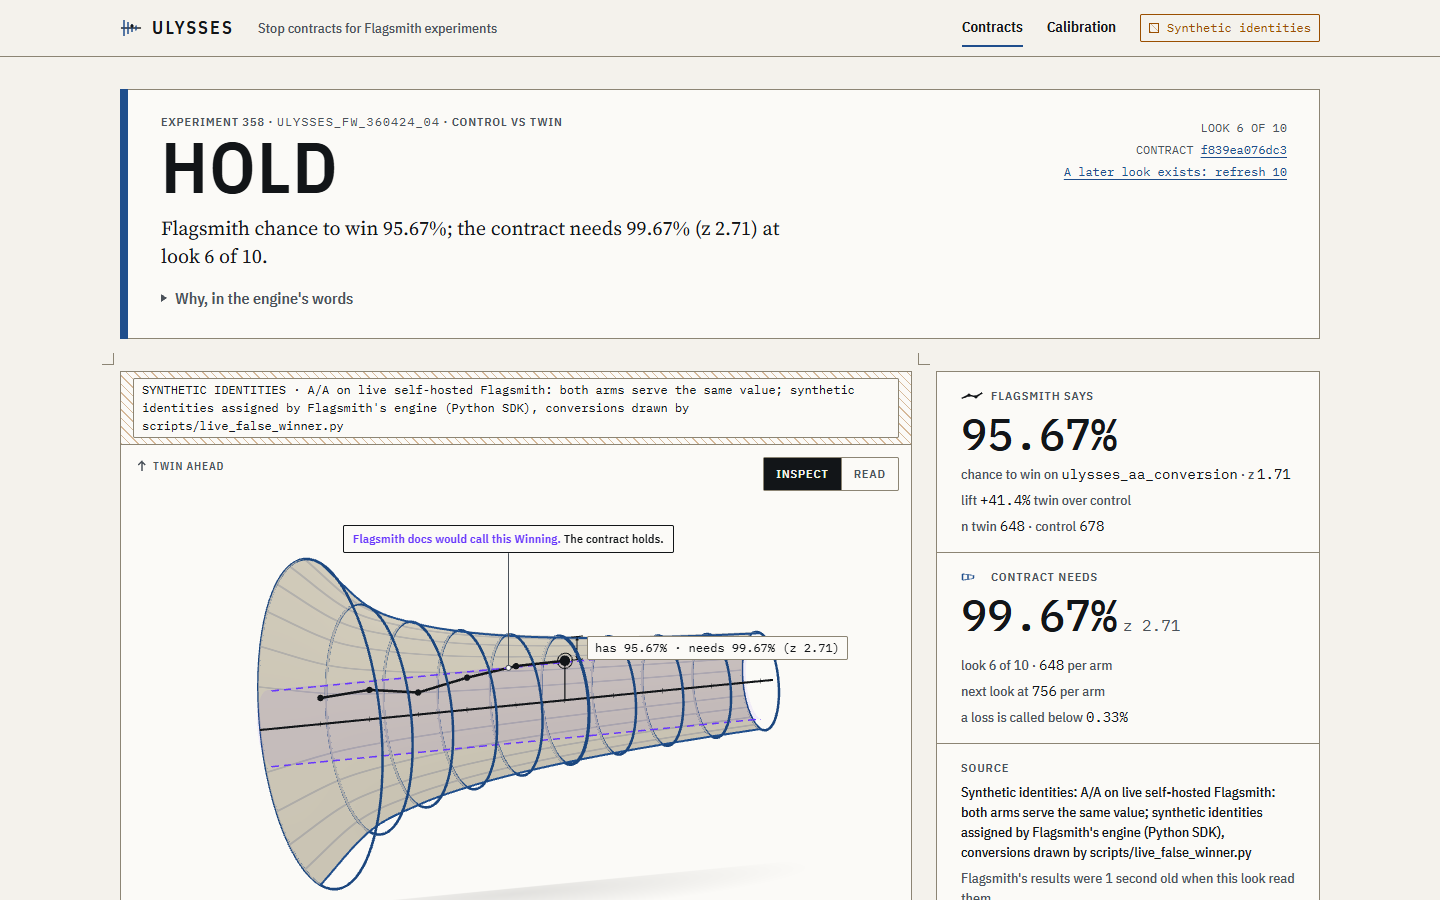 ULYSSES
Stop contracts for Flagsmith experiments
Contracts
Calibration
Synthetic identities
EXPERIMENT 358 · ULYSSES_FW_360424_04 · CONTROL VS TWIN
HOLD
Flagsmith chance to win 95.67%; the contract needs 99.67% (z 2.71) at
look 6 of 10.
Why, in the engine's words
LOOK 6 OF 10
CONTRACT f839ea076dc3
A later look exists: refresh 10
SYNTHETIC IDENTITIES · A/A on live self-hosted Flagsmith: both arms serve the same value; synthetic
identities assigned by Flagsmith's engine (Python SDK), conversions drawn by
scripts/live_false_winner.py
↑ TWIN AHEAD
INSPECT
READ
Flagsmith docs would call this Winning. The contract holds.
has 95.67% · needs 99.67% (z 2.71)
FLAGSMITH SAYS
95.67%
chance to win on ulysses_aa_conversion · z 1.71
lift +41.4% twin over control
n twin 648 · control 678
CONTRACT NEEDS
99.67% z 2.71
look 6 of 10 · 648 per arm
next look at 756 per arm
a loss is called below 0.33%
SOURCE
Synthetic identities: A/A on live self-hosted Flagsmith:
both arms serve the same value; synthetic identities
assigned by Flagsmith's engine (Python SDK),
conversions drawn by scripts/live_false_winner.py
Flagsmith's results were 1 second old when this look read
them